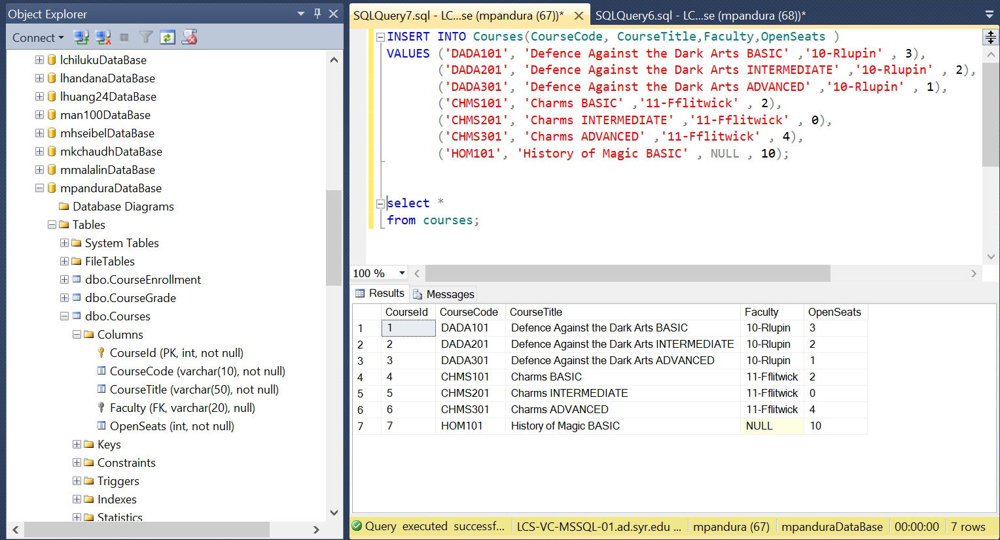 Object Explorer
Connect
lchilukuDataBase
lhandanaDataBase
lhuang24DataBase
man100DataBase
mhseibelDataBase
mkchaudhDataBase
mmalalinDataBase
mpanduraDataBase
Database Diagrams
Tables
System Tables
FileTables
dbo.CourseEnrollment
dbo.CourseGrade
dbo.Courses
Columns
CourseId (PK, int, not null)
CourseCode (varchar(10), not null)
CourseTitle (varchar(50), not null)
Faculty (FK, varchar(20), null)
OpenSeats (int, not null)
Keys
Constraints
Triggers
Indexes
Statistics
SQLQuery7.sql - LC...se (mpandura (67))* SQLQuery6.sql - LC...se (mpandura (68))*
INSERT INTO Courses(CourseCode, CourseTitle,Faculty,OpenSeats )
VALUES ('DADA101', 'Defence Against the Dark Arts BASIC' ,'10-Rlupin' , 3),
('DADA201', 'Defence Against the Dark Arts INTERMEDIATE' ,'10-Rlupin' , 2),
('DADA301', 'Defence Against the Dark Arts ADVANCED' ,'10-Rlupin' , 1),
('CHMS101', 'Charms BASIC' ,'11-Fflitwick' , 2),
('CHMS201', 'Charms INTERMEDIATE' ,'11-Fflitwick' , 0),
('CHMS301', 'Charms ADVANCED' ,'11-Fflitwick' , 4),
('HOM101', 'History of Magic BASIC' , NULL , 10);
select *
from courses;
100 %
Results Messages
CourseId CourseCode CourseTitle Faculty OpenSeats
1 1 DADA101 Defence Against the Dark Arts BASIC 10-Rlupin 3
2 2 DADA201 Defence Against the Dark Arts INTERMEDIATE 10-Rlupin 2
3 3 DADA301 Defence Against the Dark Arts ADVANCED 10-Rlupin 1
4 4 CHMS101 Charms BASIC 11-Fflitwick 2
5 5 CHMS201 Charms INTERMEDIATE 11-Fflitwick 0
6 6 CHMS301 Charms ADVANCED 11-Fflitwick 4
7 7 HOM101 History of Magic BASIC NULL 10
Query executed successf... LCS-VC-MSSQL-01.ad.syr.edu ... mpandura (67) mpanduraDataBase 00:00:00 7 rows